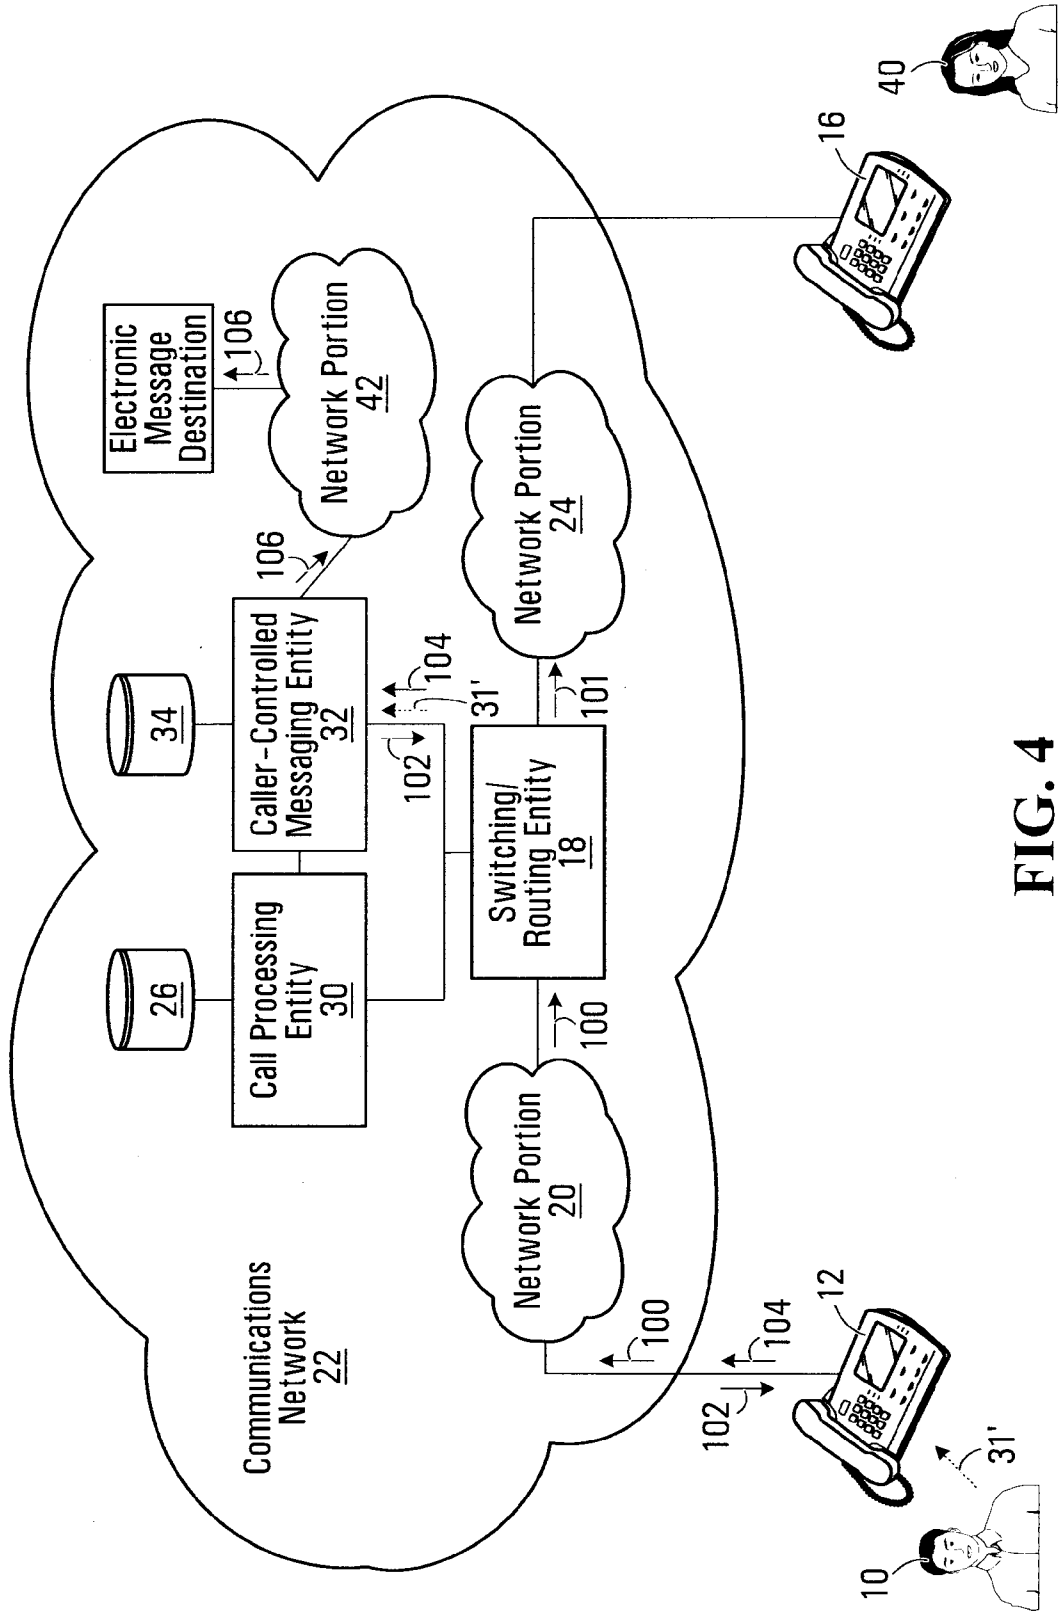 34
26
Electronic
Message
Destination
106
106
Network Portion
42
Caller-Controlled
Messaging Entity
32
Call Processing
Entity
30
104
31'
102
Communications
Network
22
Network Portion
20
100
Switching/
Routing Entity
18
101
Network Portion
24
100
104
102
12
16
10
31'
40
FIG. 4